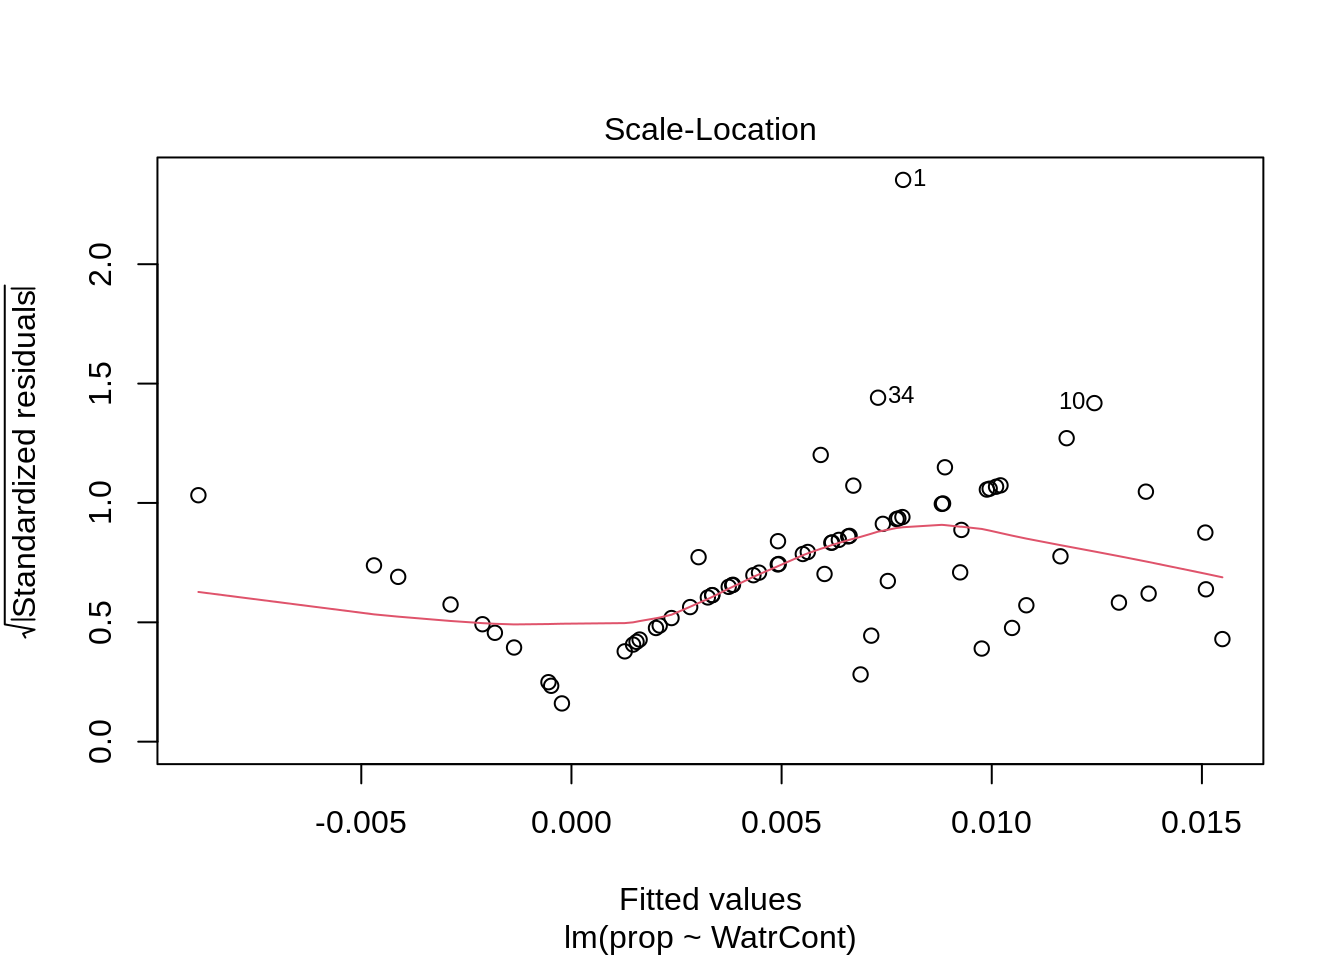 Scale-Location
√|Standardized residuals|
2.0
1.5
1.0
0.5
0.0
1
34
10
-0.005 0.000 0.005 0.010 0.015
Fitted values
lm(prop ~ WatrCont)